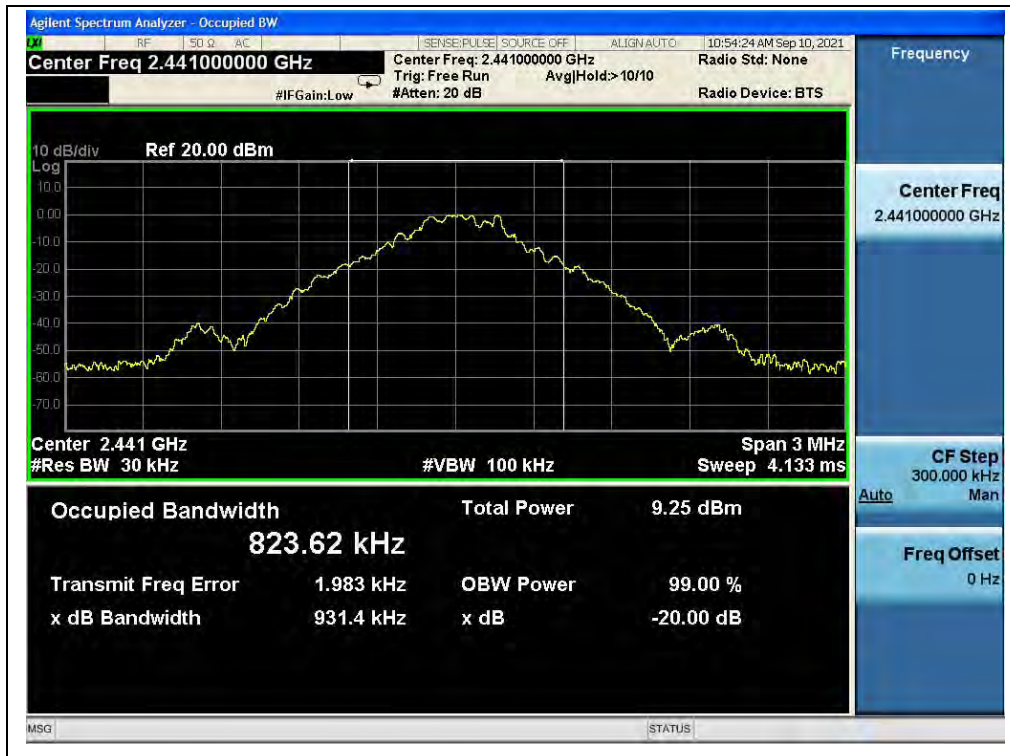 Agilent Spectrum Analyzer - Occupied BW
LXI RF 50 Ω AC SENSE:PULSE SOURCE OFF ALIGN AUTO 10:54:24 AM Sep 10, 2021
Center Freq 2.441000000 GHz
Center Freq: 2.441000000 GHz
Radio Std: None
Trig: Free Run Avg|Hold:>10/10
#IFGain:Low #Atten: 20 dB Radio Device: BTS
Frequency
10 dB/div Ref 20.00 dBm
Log
10.0
0.00
-10.0
-20.0
-30.0
-40.0
-50.0
-60.0
-70.0
Center 2.441 GHz Span 3 MHz
#Res BW 30 kHz #VBW 100 kHz Sweep 4.133 ms
Occupied Bandwidth Total Power 9.25 dBm
823.62 kHz
Transmit Freq Error 1.983 kHz OBW Power 99.00 %
x dB Bandwidth 931.4 kHz x dB -20.00 dB
Center Freq
2.441000000 GHz
CF Step
300.000 kHz
Auto Man
Freq Offset
0 Hz
MSG STATUS